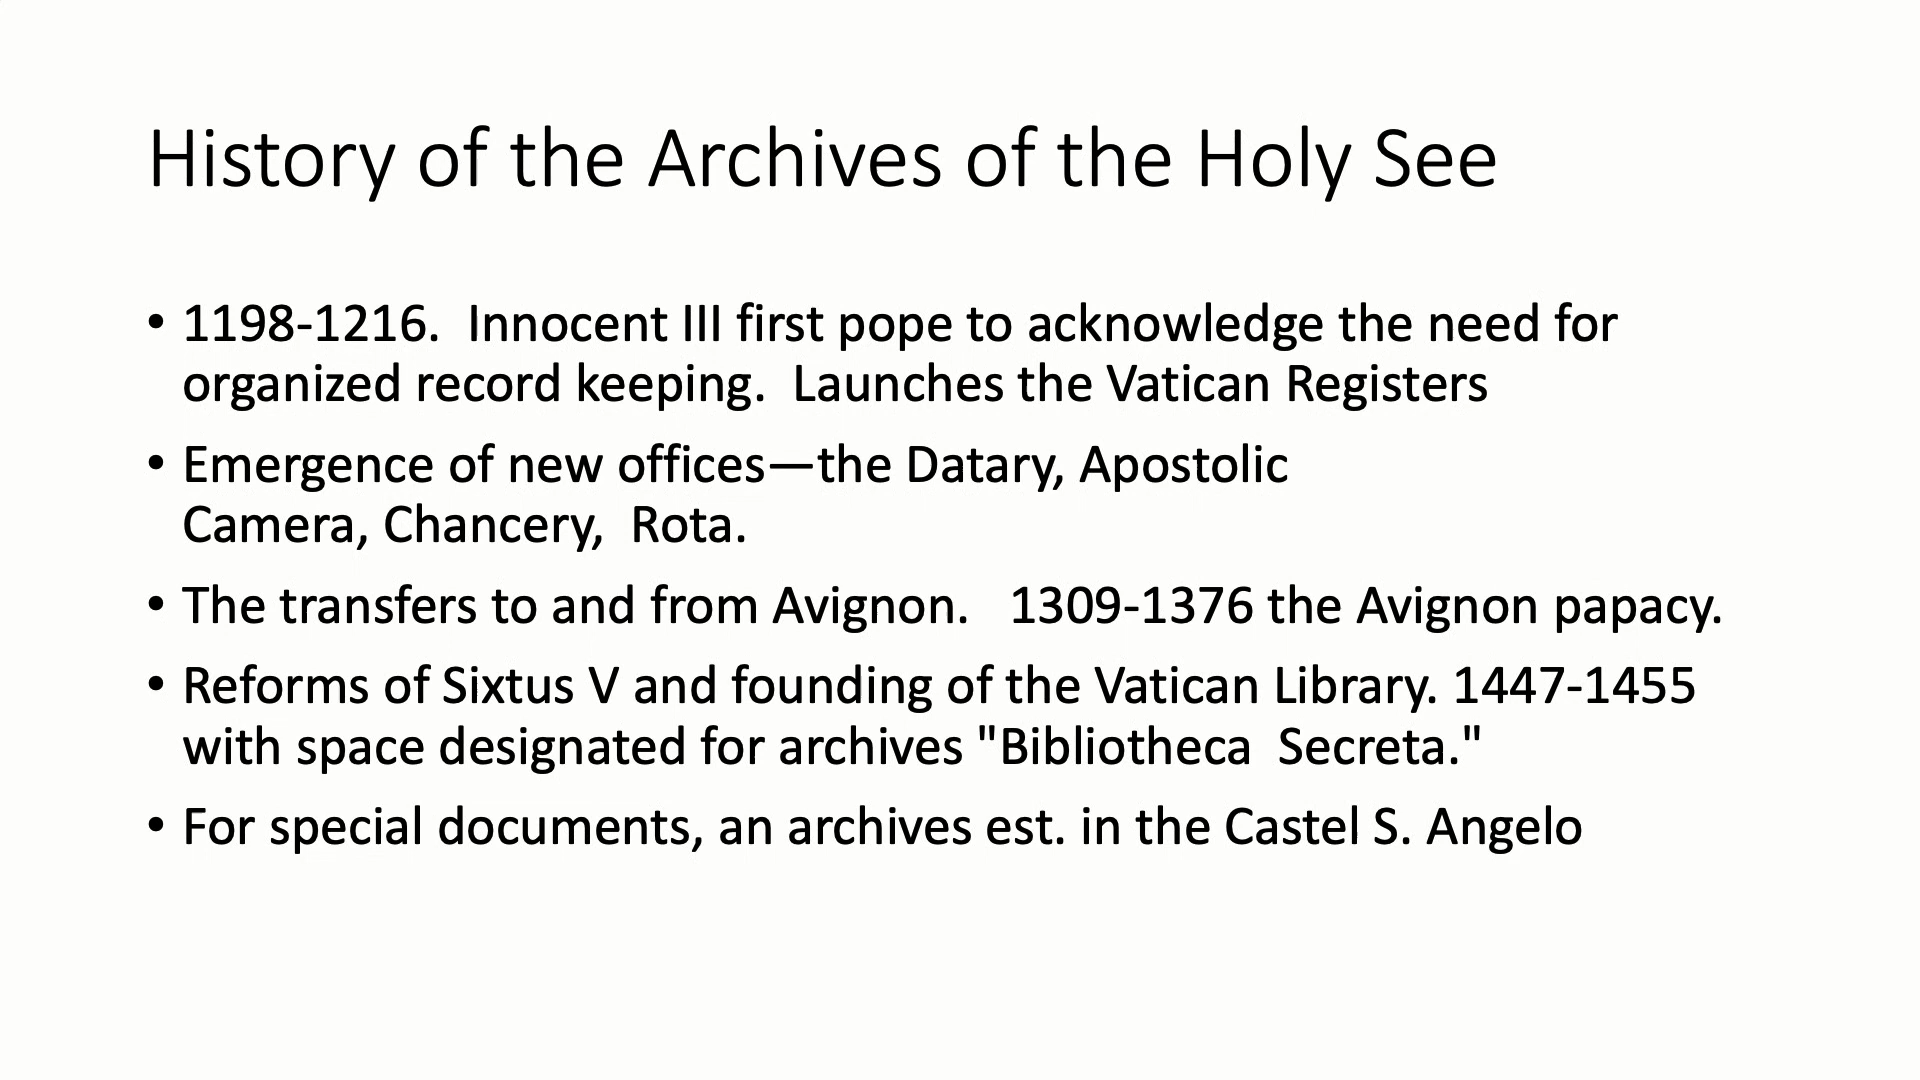 History of the Archives of the Holy See
• 1198-1216.  Innocent III first pope to acknowledge the need for
organized record keeping.  Launches the Vatican Registers
• Emergence of new offices—the Datary, Apostolic
Camera, Chancery,  Rota.
• The transfers to and from Avignon.   1309-1376 the Avignon papacy.
• Reforms of Sixtus V and founding of the Vatican Library. 1447-1455
with space designated for archives "Bibliotheca  Secreta."
• For special documents, an archives est. in the Castel S. Angelo